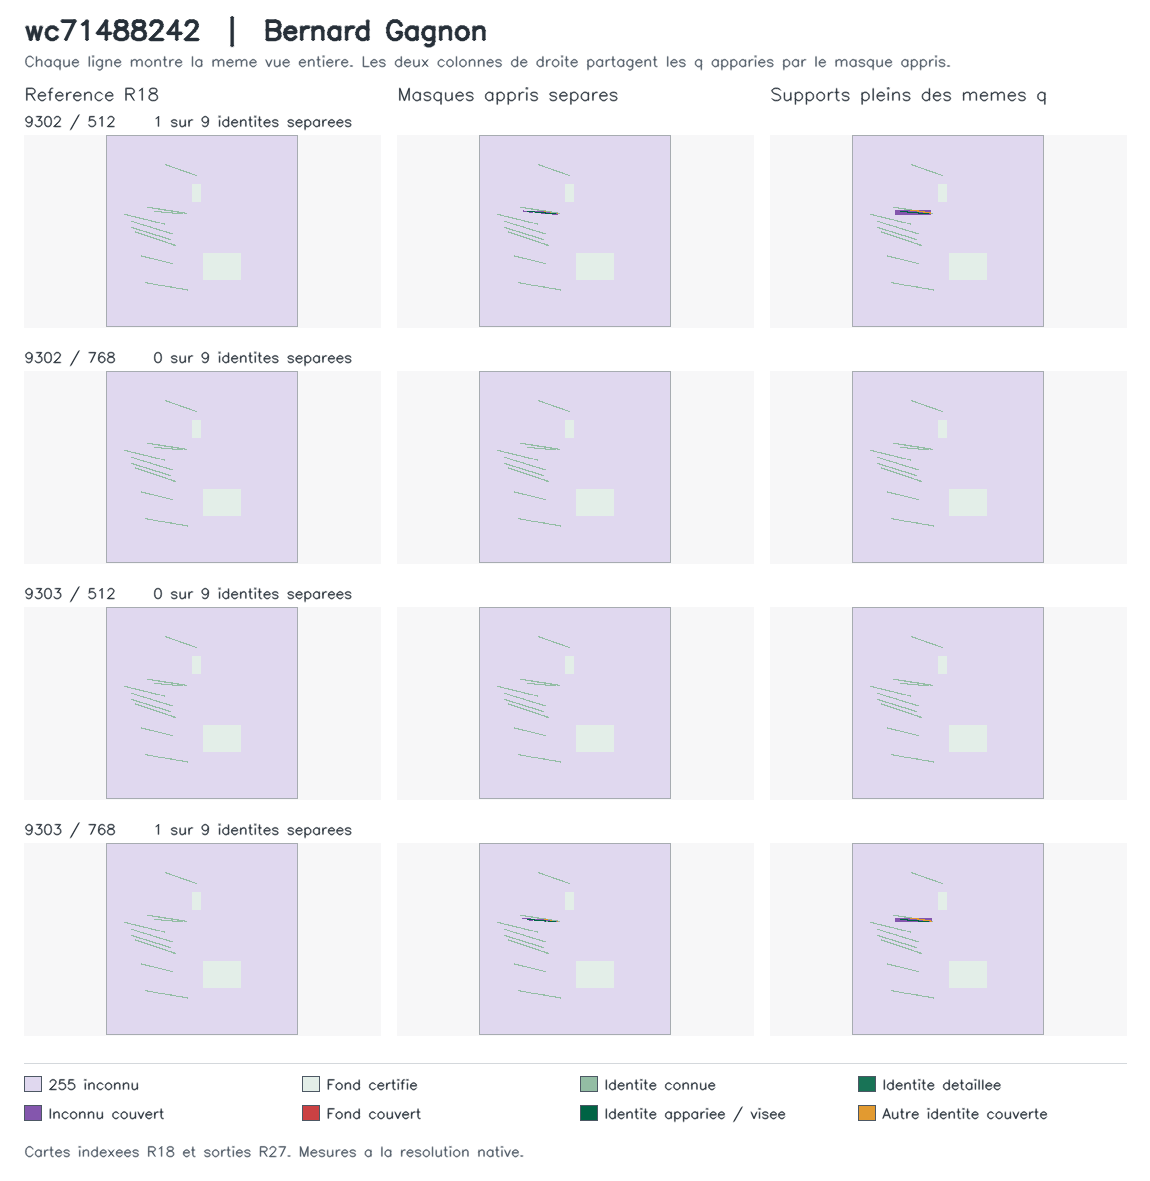 wc71488242 | Bernard Gagnon
Chaque ligne montre la meme vue entiere. Les deux colonnes de droite partagent les q apparies par le masque appris.
Reference R18 Masques appris separes Supports pleins des memes q
9302 / 512 1 sur 9 identites separees
9302 / 768 0 sur 9 identites separees
9303 / 512 0 sur 9 identites separees
9303 / 768 1 sur 9 identites separees
255 inconnu Fond certifie Identite connue Identite detaillee
Inconnu couvert Fond couvert Identite appariee / visee Autre identite couverte
Cartes indexees R18 et sorties R27. Mesures a la resolution native.